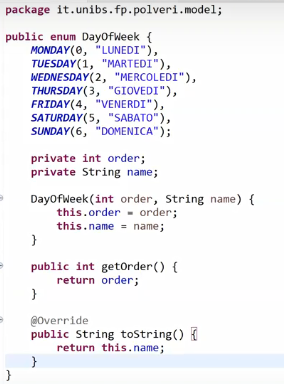 package it.unibs.fp.polveri.model;
public enum DayOfWeek {
MONDAY(0, "LUNEDI"),
TUESDAY(1, "MARTEDI"),
WEDNESDAY(2, "MERCOLEDI"),
THURSDAY(3, "GIOVEDI"),
FRIDAY(4, "VENERDI"),
SATURDAY(5, "SABATO"),
SUNDAY(6, "DOMENICA");
private int order;
private String name;
DayOfWeek(int order, String name) {
this.order = order;
this.name = name;
}
public int getOrder() {
return order;
}
@Override
public String toString() {
return this.name;
}
}